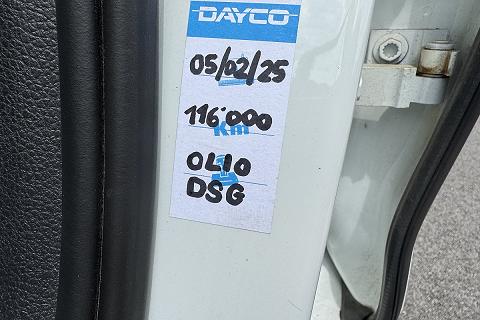 DAYCO
05/02/25
116.000
Km
OLIO
DSG